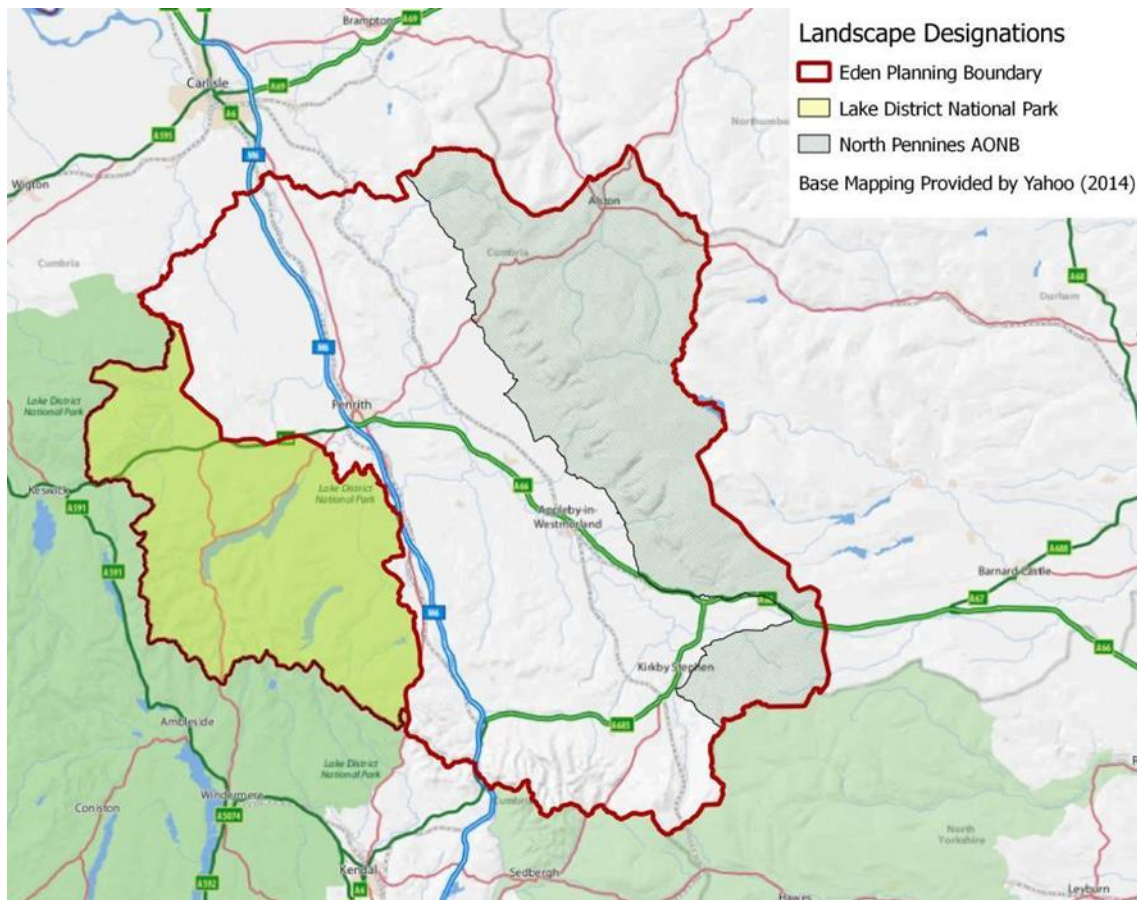 Landscape Designations
Eden Planning Boundary
Lake District National Park
North Pennines AONB
Base Mapping Provided by Yahoo (2014)
Brampton
A69
Carlisle
A69
A6
A595
M6
Northumbe
Wigton
Alston
Cumbria
Cumbria
A68
Durham
M6
Lake District
National Park
Penrith
Lake District
National Park
Keswick
A591
A66
Appleby-in-
Westmorland
A688
A591
Barnard-Castle
A67
M6
A66
Kirkby Stephen
Ambleside
A685
Lake District
National Park
Windermere
Cumbria
Coniston
A5074
North
Yorkshire
Kendal
Sedbergh
A592
A6
Hawes
Leyburn